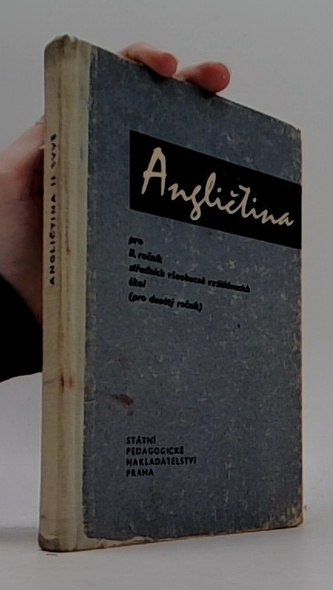 ANGLIČTINA II SVVŠ
Angličtina
pro
II. ročník
středních všeobecně vzdělávacích
škol
(pro desátý ročník)
STÁTNÍ
PEDAGOGICKÉ
NAKLADATELSTVÍ
PRAHA